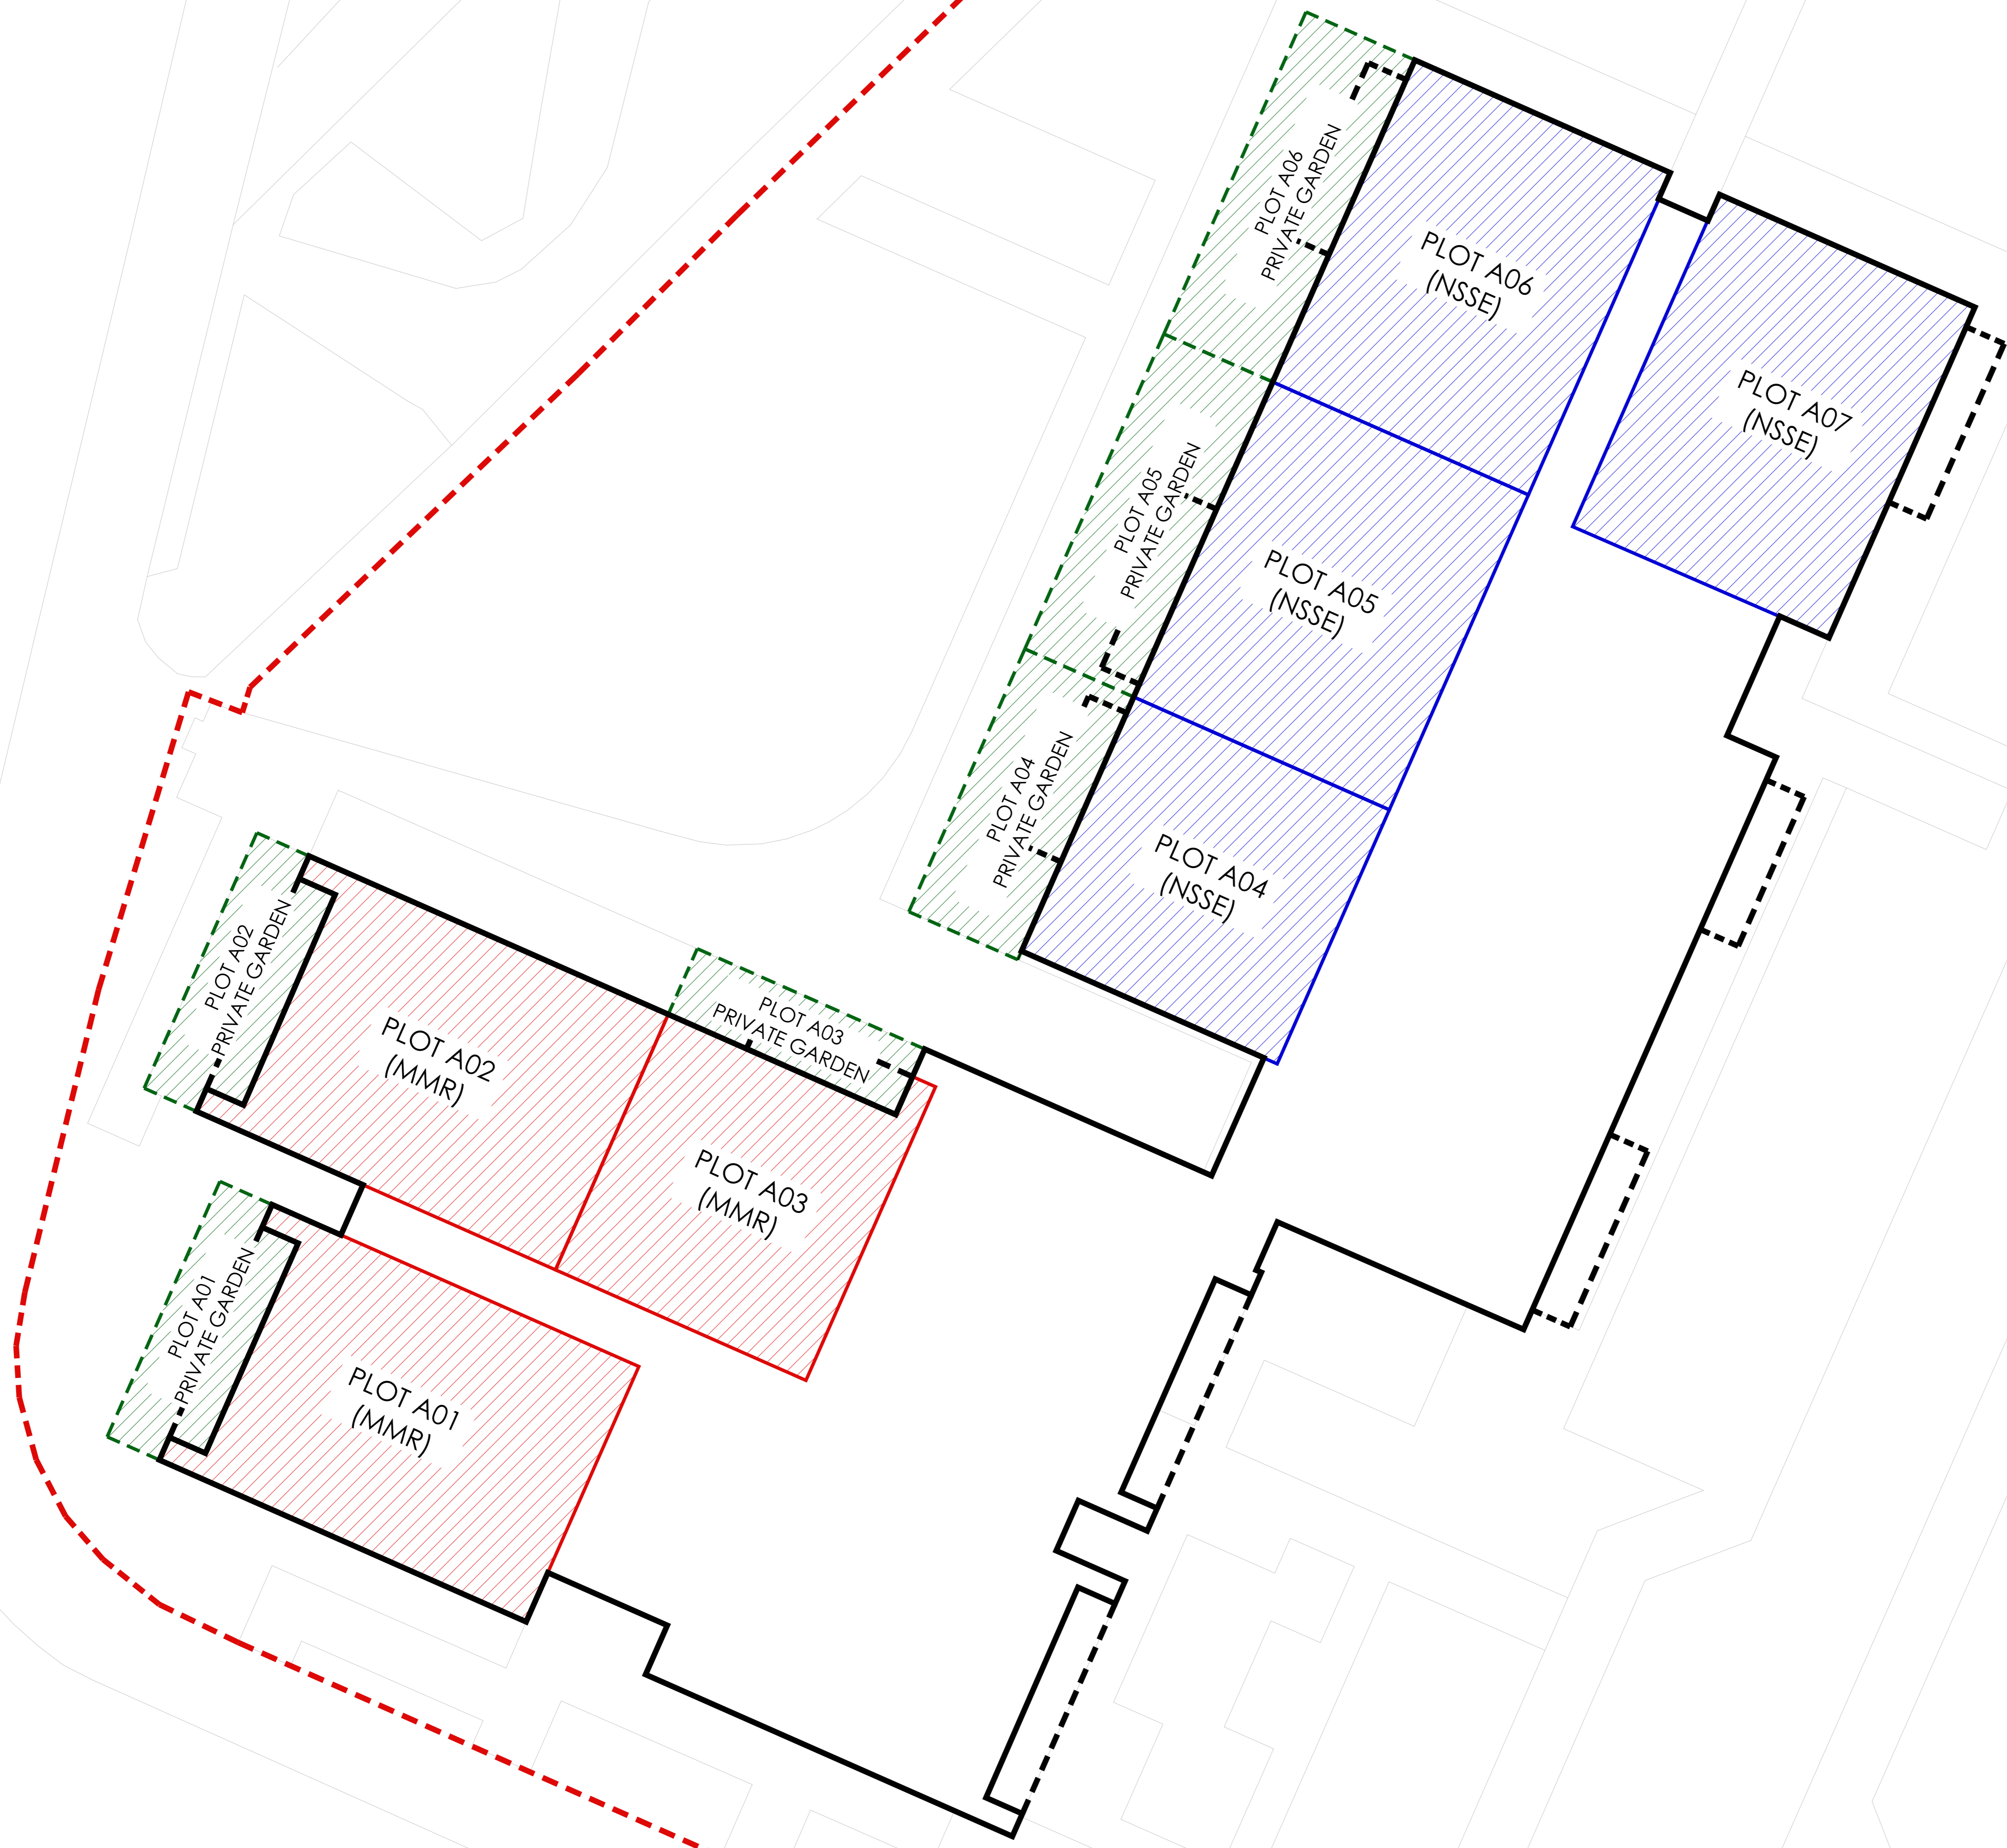 PLOT A06
PRIVATE GARDEN
PLOT A06
(NSSE)
PLOT A07
(NSSE)
PLOT A05
PRIVATE GARDEN
PLOT A05
(NSSE)
PLOT A04
PRIVATE GARDEN
PLOT A04
(NSSE)
PLOT A02
PRIVATE GARDEN
PLOT A02
(MMR)
PLOT A03
PRIVATE GARDEN
PLOT A03
(MMR)
PLOT A01
PRIVATE GARDEN
PLOT A01
(MMR)